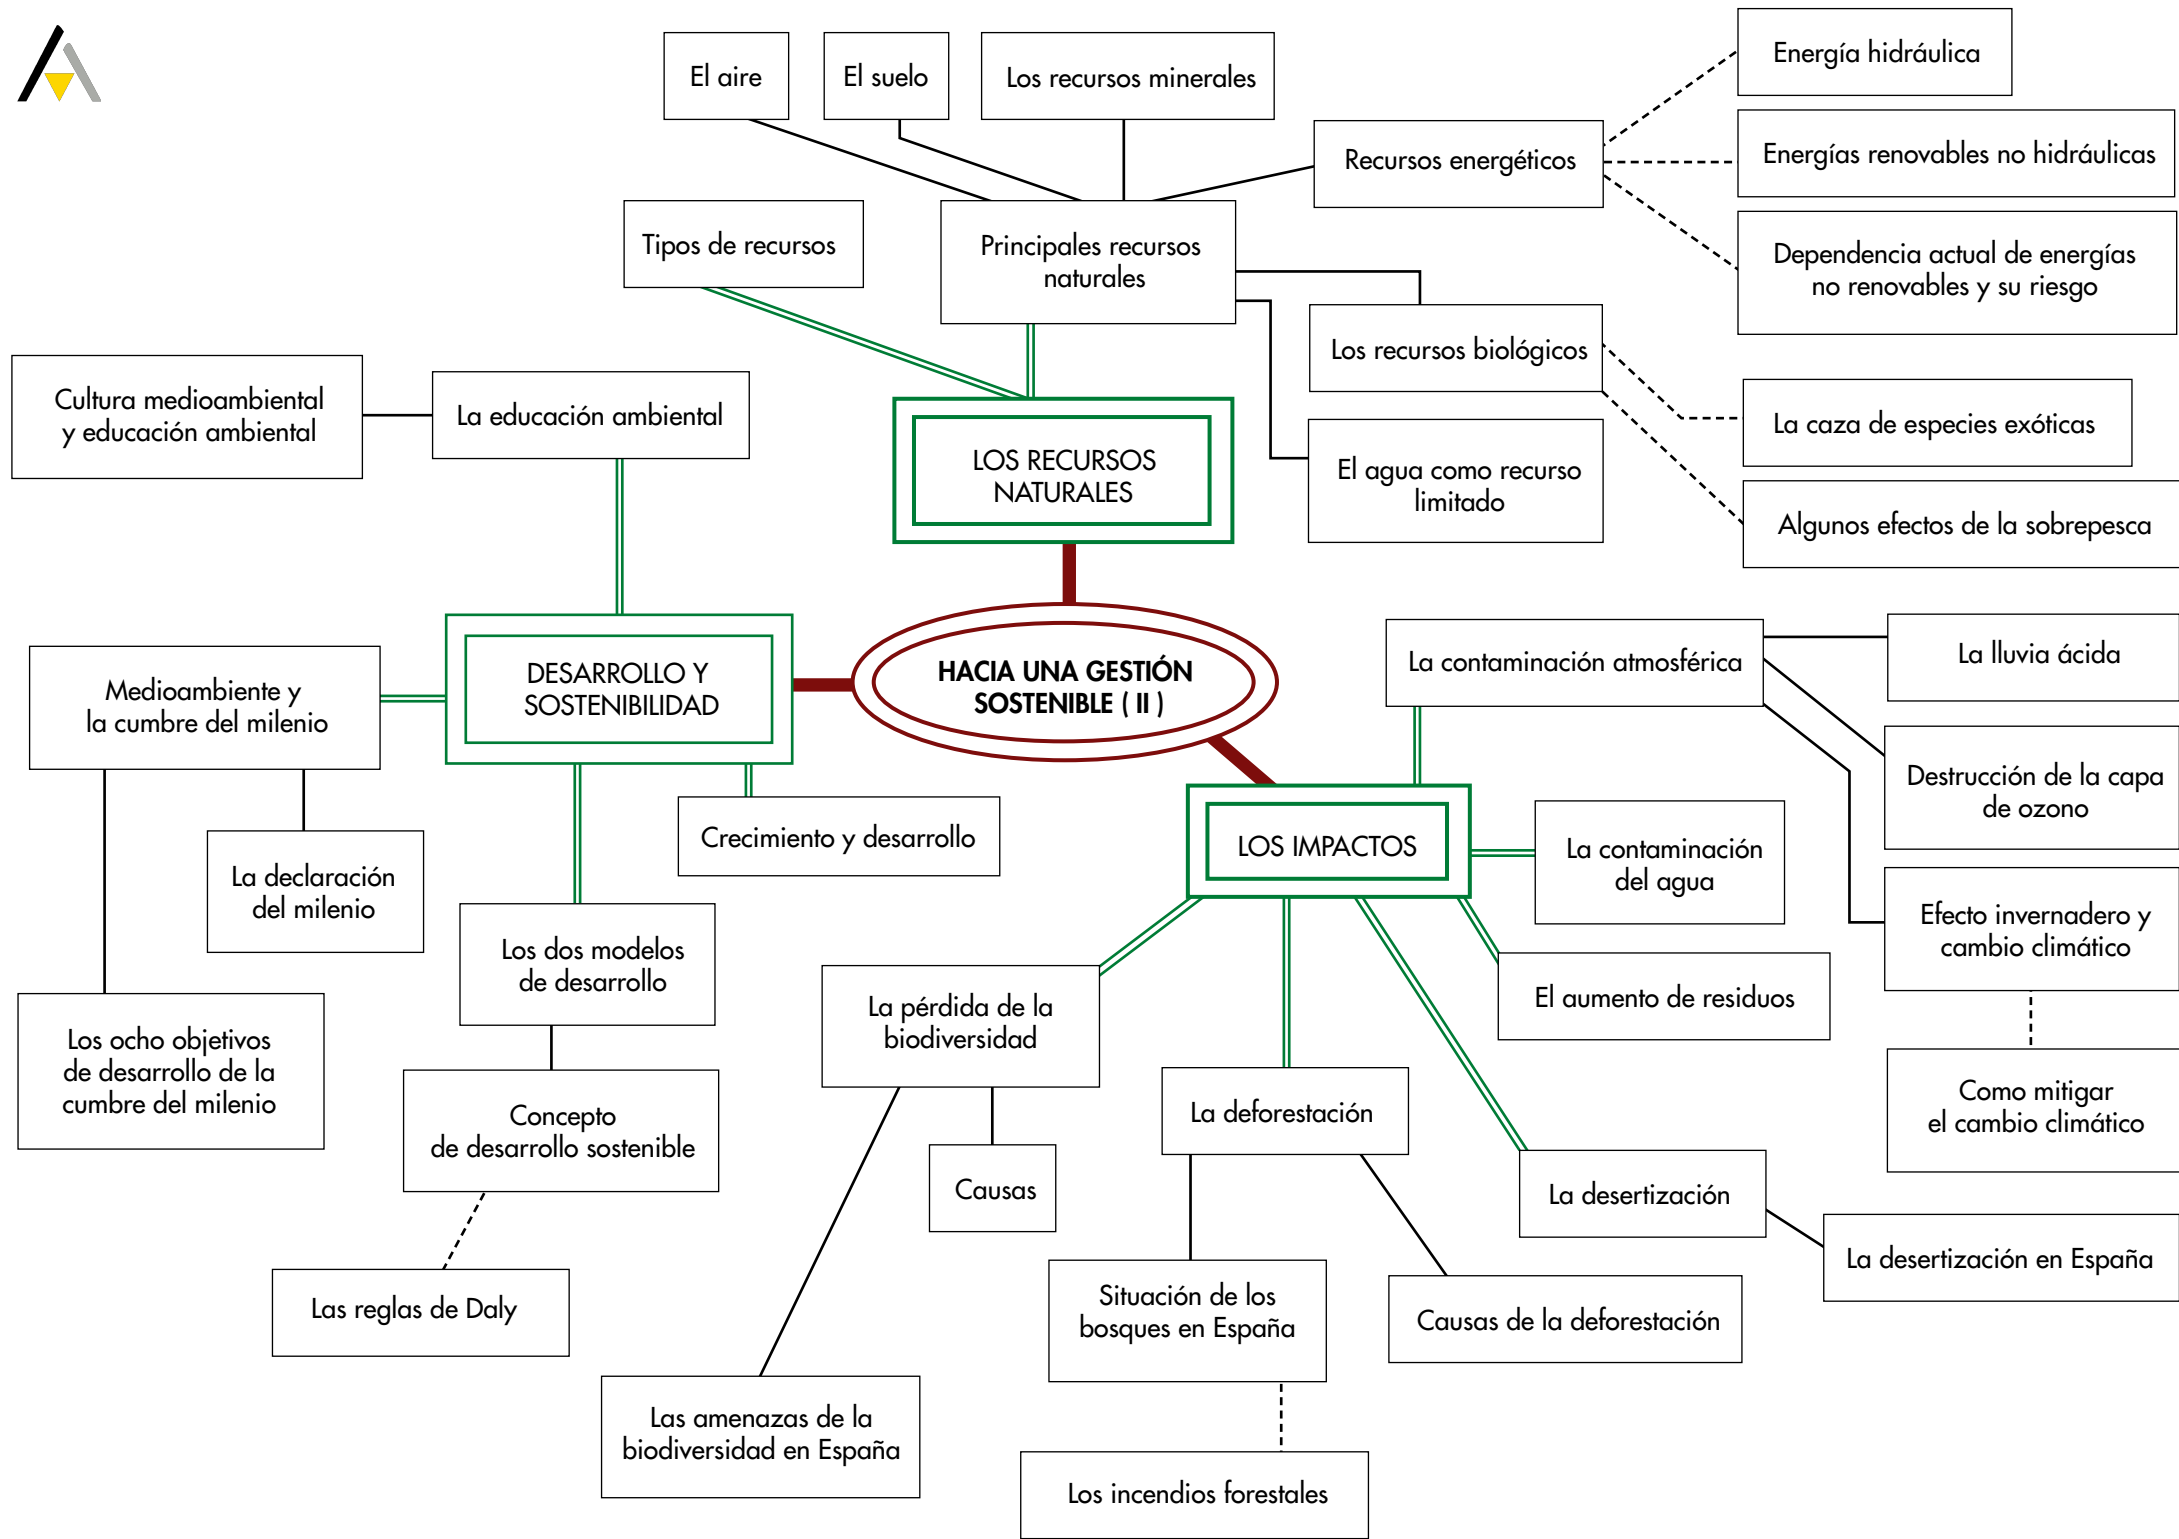 El aire
El suelo
Los recursos minerales
Energía hidráulica
Recursos energéticos
Energías renovables no hidráulicas
Tipos de recursos
Principales recursos
naturales
Dependencia actual de energías
no renovables y su riesgo
Los recursos biológicos
Cultura medioambiental
y educación ambiental
La educación ambiental
LOS RECURSOS
NATURALES
La caza de especies exóticas
El agua como recurso
limitado
Algunos efectos de la sobrepesca
Medioambiente y
la cumbre del milenio
DESARROLLO Y
SOSTENIBILIDAD
HACIA UNA GESTIÓN
SOSTENIBLE ( II )
La contaminación atmosférica
La lluvia ácida
Destrucción de la capa
de ozono
Crecimiento y desarrollo
LOS IMPACTOS
La contaminación
del agua
La declaración
del milenio
Los dos modelos
de desarrollo
Efecto invernadero y
cambio climático
La pérdida de la
biodiversidad
El aumento de residuos
Los ocho objetivos
de desarrollo de la
cumbre del milenio
Concepto
de desarrollo sostenible
La deforestación
Como mitigar
el cambio climático
Causas
La desertización
La desertización en España
Las reglas de Daly
Situación de los
bosques en España
Causas de la deforestación
Las amenazas de la
biodiversidad en España
Los incendios forestales